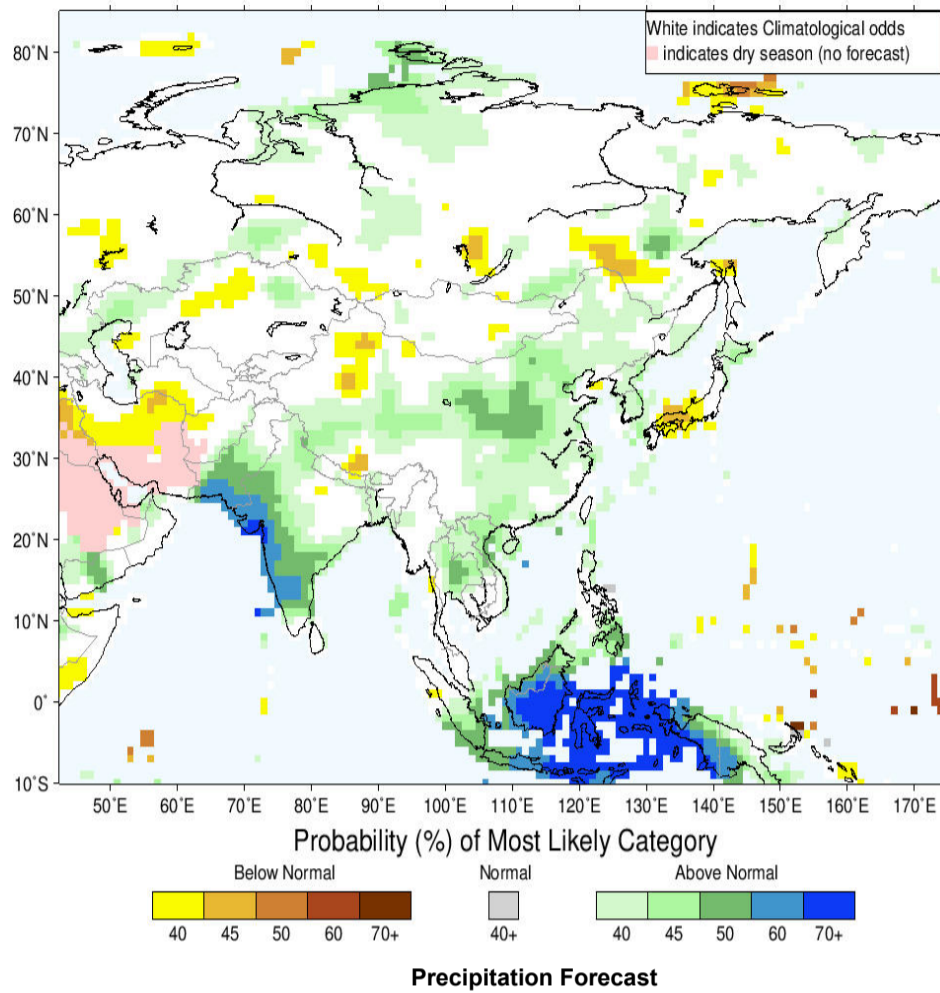 White indicates Climatological odds
indicates dry season (no forecast)
80°N
70°N
60°N
50°N
40°N
30°N
20°N
10°N
0°
10°S
50°E 60°E 70°E 80°E 90°E 100°E 110°E 120°E 130°E 140°E 150°E 160°E 170°E
Probability (%) of Most Likely Category
Below Normal Normal Above Normal
40 45 50 60 70+ 40+ 40 45 50 60 70+
Precipitation Forecast